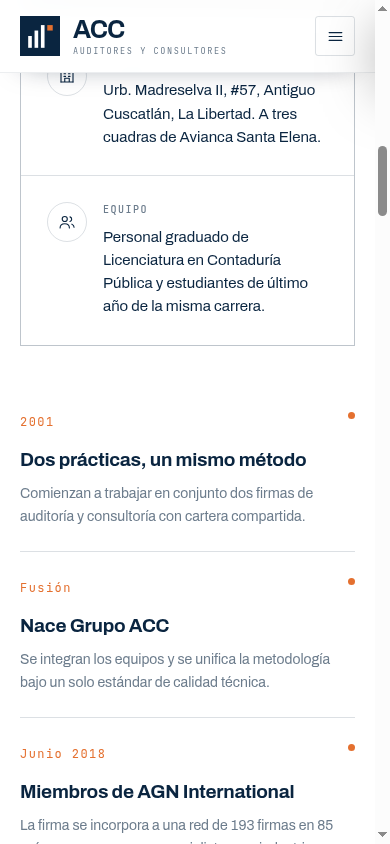 ACC
AUDITORES Y CONSULTORES
Urb. Madreselva II, #57, Antiguo
Cuscatlán, La Libertad. A tres
cuadras de Avianca Santa Elena.
EQUIPO
Personal graduado de
Licenciatura en Contaduría
Pública y estudiantes de último
año de la misma carrera.
2001
Dos prácticas, un mismo método
Comienzan a trabajar en conjunto dos firmas de
auditoría y consultoría con cartera compartida.
Fusión
Nace Grupo ACC
Se integran los equipos y se unifica la metodología
bajo un solo estándar de calidad técnica.
Junio 2018
Miembros de AGN International
La firma se incorpora a una red de 193 firmas en 85